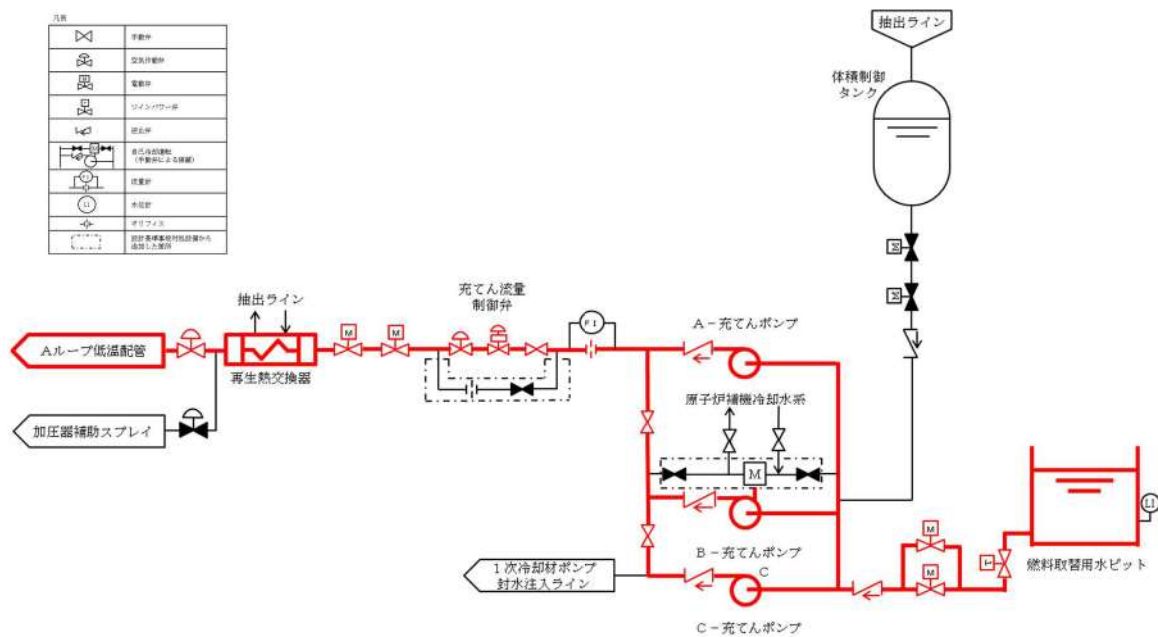 凡例
手動弁
空気作動弁
M
電動弁
T
ツインパワー弁
逆止弁
M
自己冷却運転
(手動弁による隔離)
FI
流量計
LI
水位計
オリフィス
設計基準事故対処設備から
追加した箇所
抽出ライン
体積制御
タンク
M
M
抽出ライン
充てん流量
制御弁
FI
A-充てんポンプ
M
M
Aループ低温配管
再生熱交換器
原子炉補機冷却水系
加圧器補助スプレイ
M
B-充てんポンプ
C
M
M
T
LI
燃料取替用水ピット
1次冷却材ポンプ
封水注入ライン
C-充てんポンプ